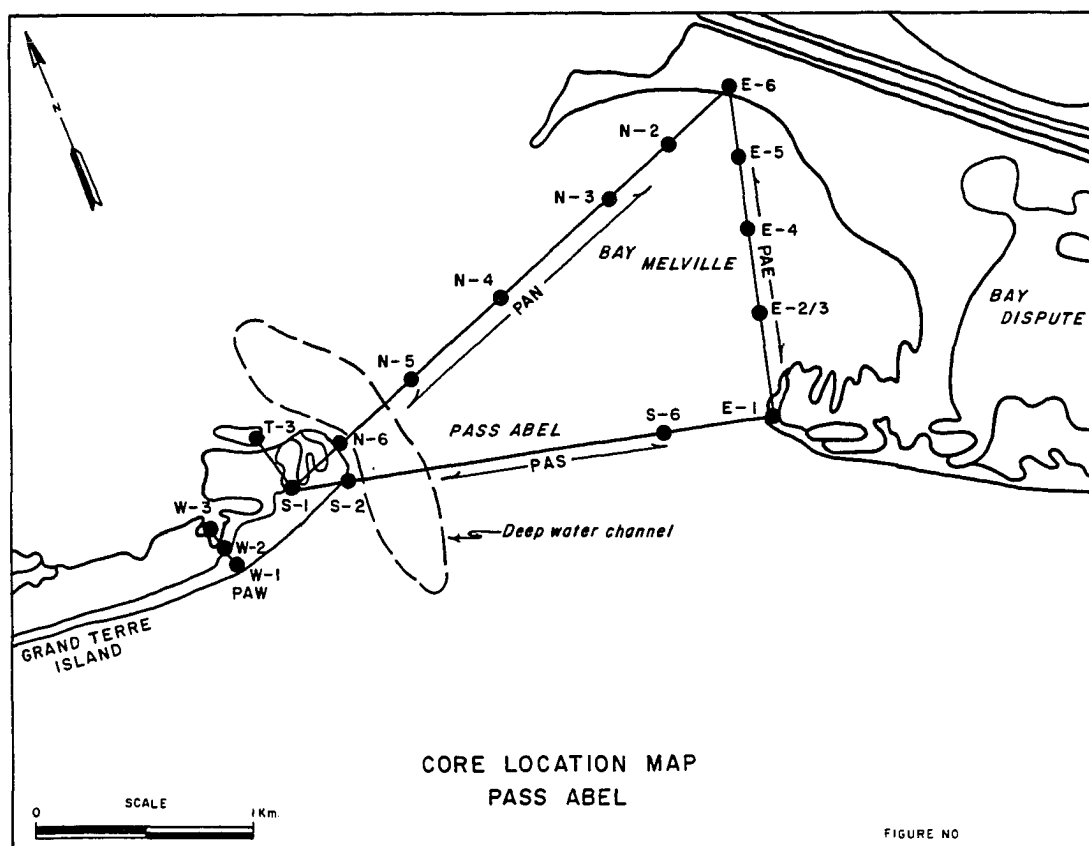 N
E-6
N-2
E-5
N-3
E-4
BAY
MELVILLE
PAE
N-4
PAN
BAY
DISPUTE
E-2/3
N-5
E-1
S-6
T-3
N-6
PASS ABEL
PAS
S-1
S-2
W-3
Deep water channel
W-2
W-1
PAW
GRAND TERRE
ISLAND
CORE LOCATION MAP
PASS ABEL
SCALE
0
1 Km.
FIGURE NO